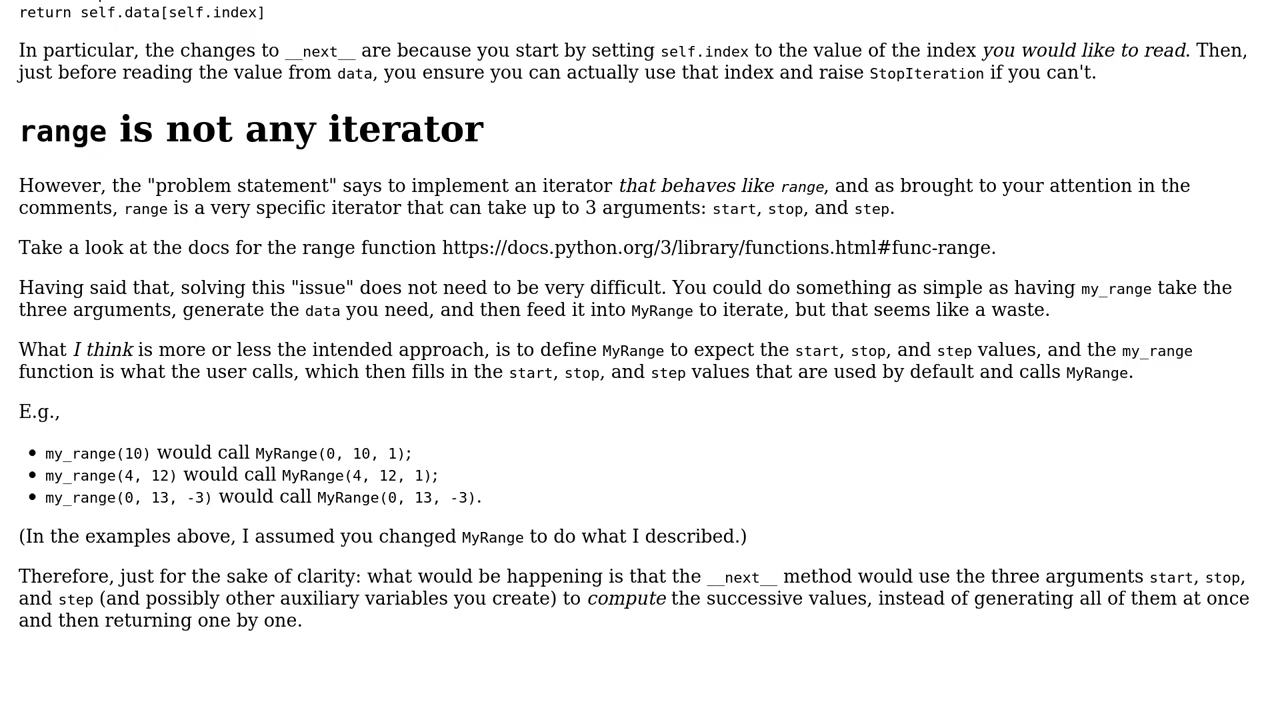 return self.data[self.index]
In particular, the changes to __next__ are because you start by setting self.index to the value of the index you would like to read. Then,
just before reading the value from data, you ensure you can actually use that index and raise StopIteration if you can't.
range is not any iterator
However, the "problem statement" says to implement an iterator that behaves like range, and as brought to your attention in the
comments, range is a very specific iterator that can take up to 3 arguments: start, stop, and step.
Take a look at the docs for the range function https://docs.python.org/3/library/functions.html#func-range.
Having said that, solving this "issue" does not need to be very difficult. You could do something as simple as having my_range take the
three arguments, generate the data you need, and then feed it into MyRange to iterate, but that seems like a waste.
What I think is more or less the intended approach, is to define MyRange to expect the start, stop, and step values, and the my_range
function is what the user calls, which then fills in the start, stop, and step values that are used by default and calls MyRange.
E.g.,
• my_range(10) would call MyRange(0, 10, 1);
• my_range(4, 12) would call MyRange(4, 12, 1);
• my_range(0, 13, -3) would call MyRange(0, 13, -3).
(In the examples above, I assumed you changed MyRange to do what I described.)
Therefore, just for the sake of clarity: what would be happening is that the __next__ method would use the three arguments start, stop,
and step (and possibly other auxiliary variables you create) to compute the successive values, instead of generating all of them at once
and then returning one by one.